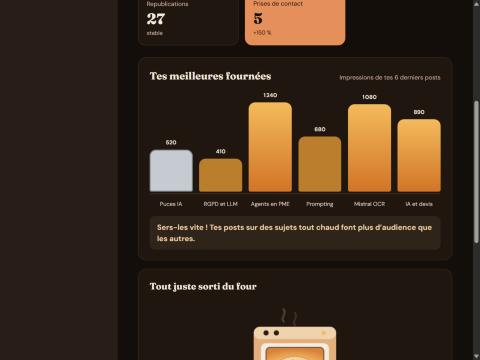 Republications
Prises de contact
27
5
stable
+150 %
Tes meilleures fournées
Impressions de tes 6 derniers posts
520
410
1340
680
1080
890
Puces IA
RGPD et LLM
Agents en PME
Prompting
Mistral OCR
IA et devis
Sers-les vite ! Tes posts sur des sujets tout chaud font plus d'audience que
les autres.
Tout juste sorti du four